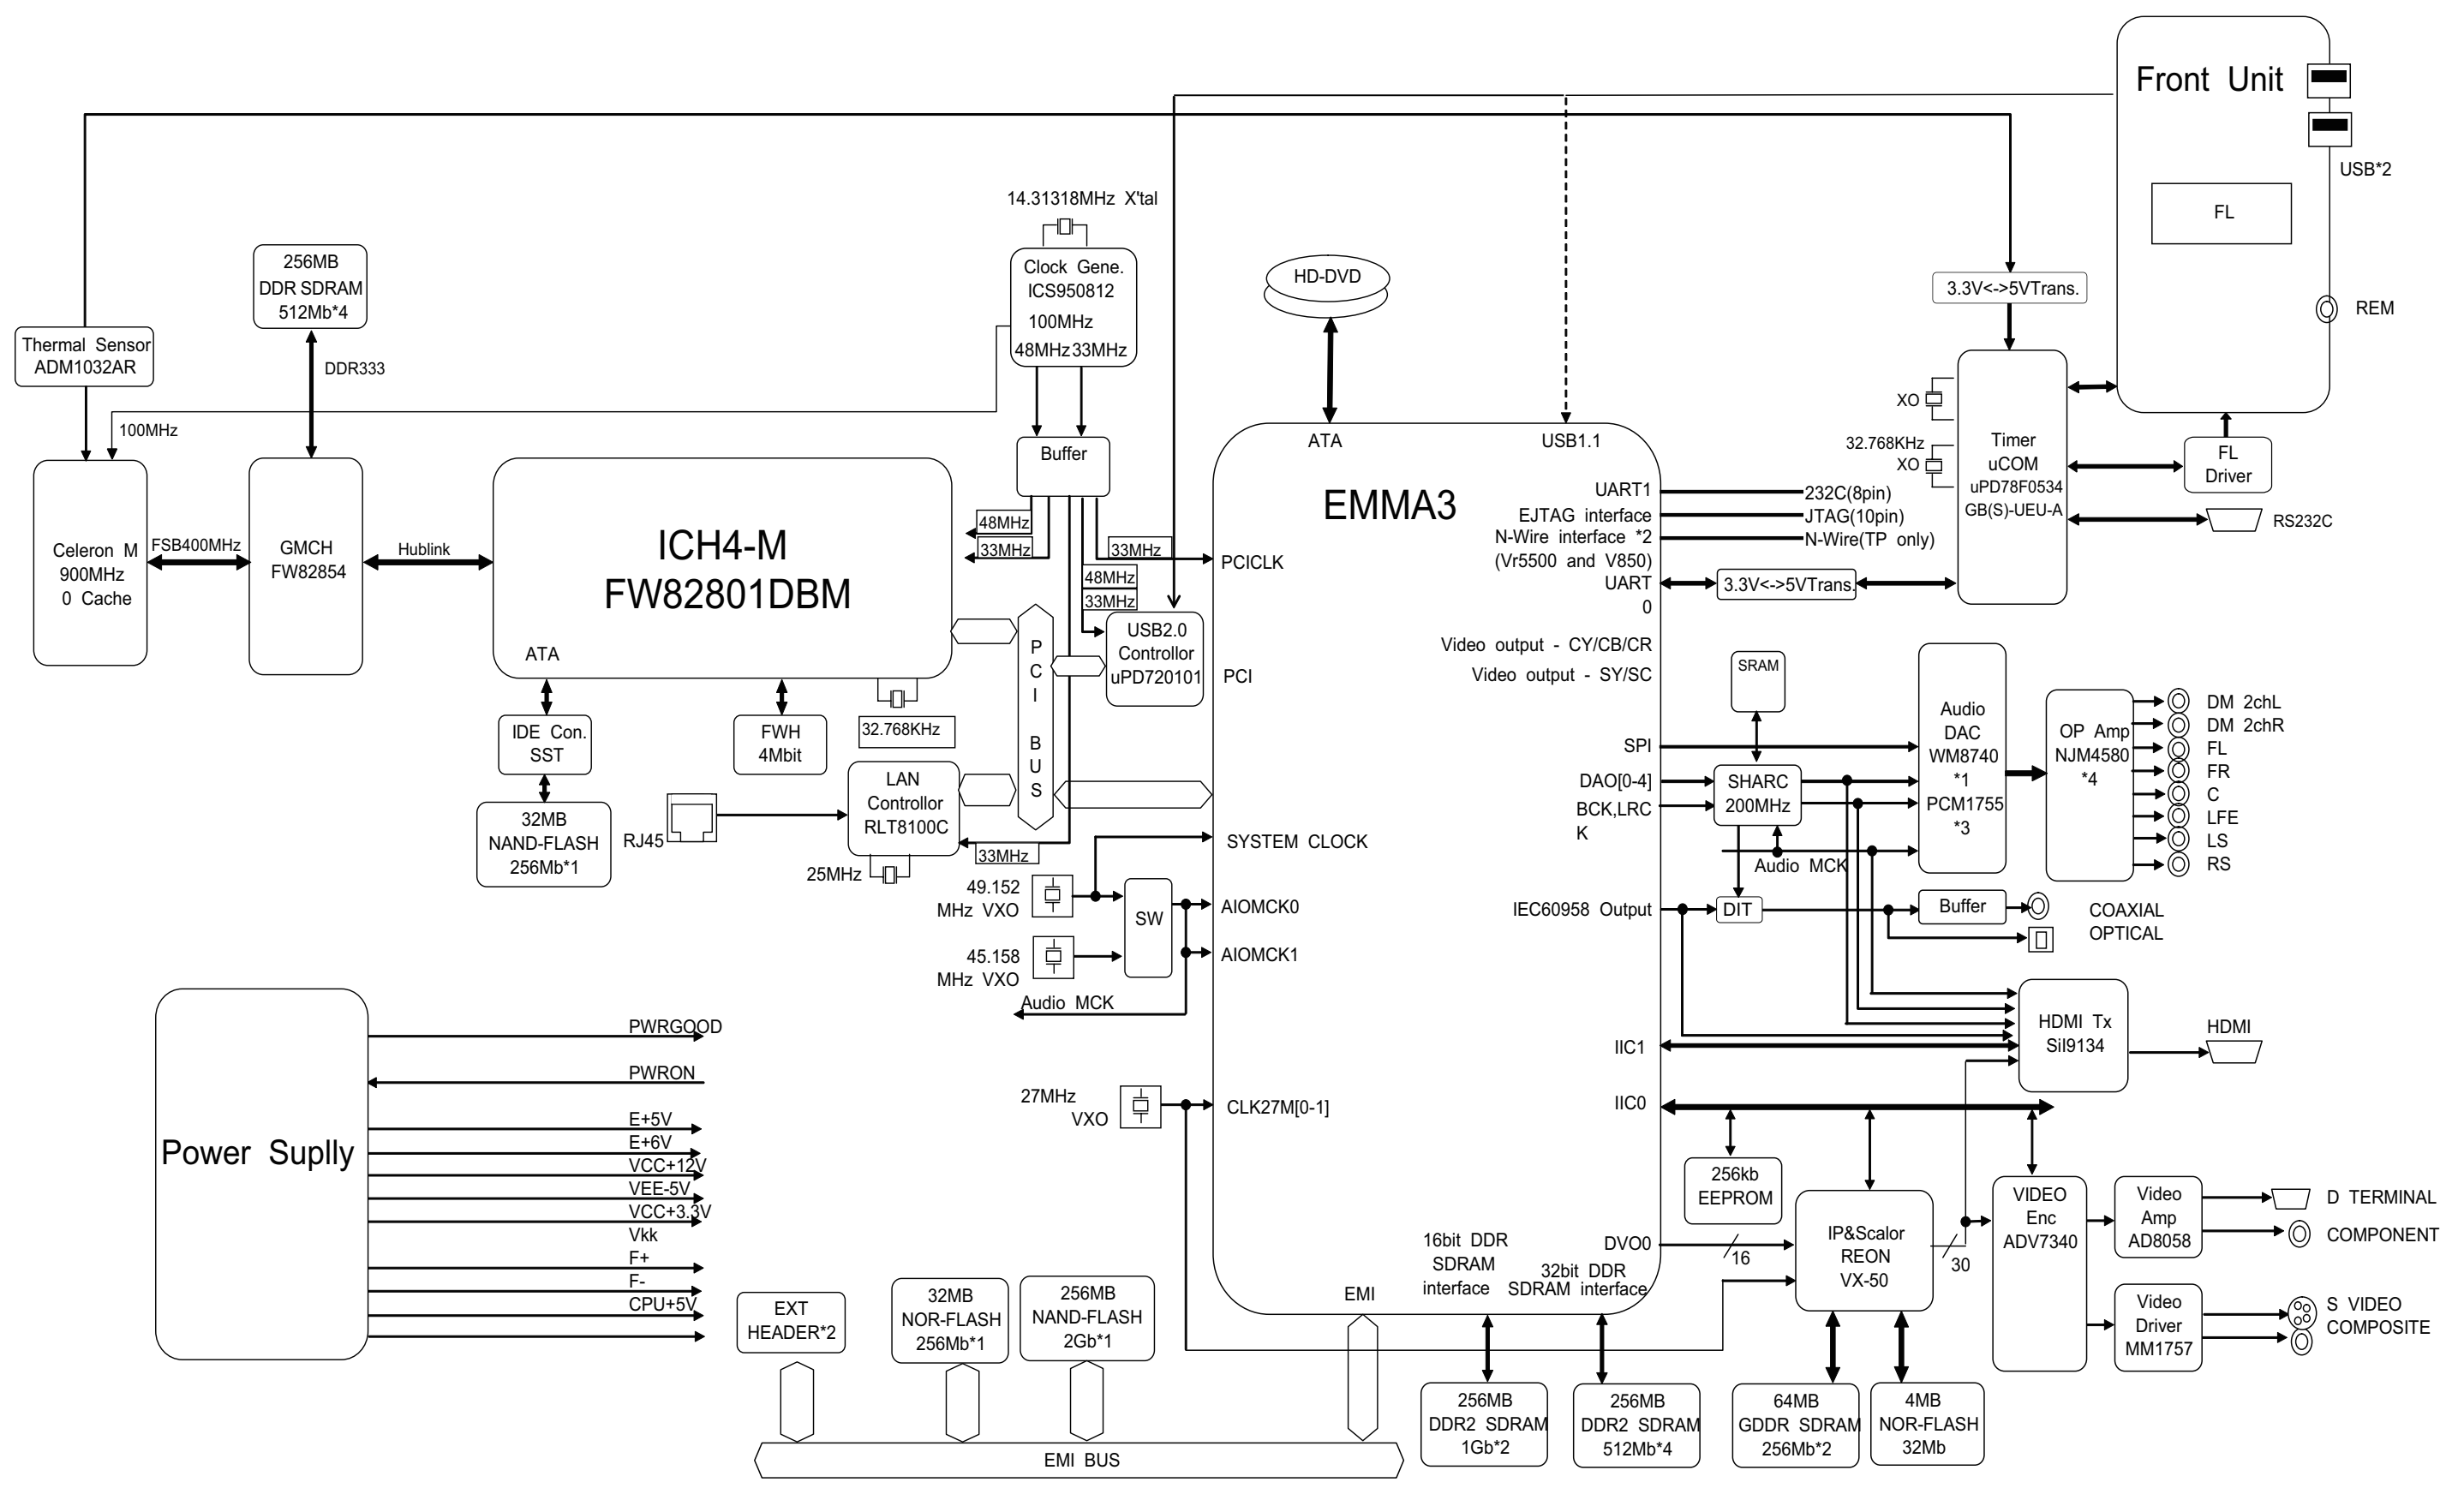 Front Unit
USB*2
FL
REM
14.31318MHz X'tal
Clock Gene.
ICS950812
100MHz
48MHz 33MHz
Buffer
256MB
DDR SDRAM
512Mb*4
DDR333
Thermal Sensor
ADM1032AR
100MHz
Celeron M
900MHz
0 Cache
FSB400MHz
GMCH
FW82854
Hublink
ICH4-M
FW82801DBM
ATA
48MHz
33MHz
33MHz
48MHz
33MHz
USB2.0
Controllor
uPD720101
PCI BUS
IDE Con.
SST
32MB
NAND-FLASH
256Mb*1
FWH
4Mbit
32.768KHz
LAN
Controllor
RLT8100C
RJ45
25MHz
33MHz
49.152
MHz VXO
45.158
MHz VXO
SW
Audio MCK
27MHz
VXO
HD-DVD
EMMA3
ATA
USB1.1
PCICLK
PCI
SYSTEM CLOCK
AIOMCK0
AIOMCK1
CLK27M[0-1]
EMI
UART1
EJTAG interface
N-Wire interface *2
(Vr5500 and V850)
UART
0
Video output - CY/CB/CR
Video output - SY/SC
SPI
DAO[0-4]
BCK,LRC
K
IEC60958 Output
IIC1
IIC0
DVO0
16bit DDR
SDRAM
interface
32bit DDR
SDRAM interface
232C(8pin)
JTAG(10pin)
N-Wire(TP only)
3.3V<->5VTrans.
3.3V<->5VTrans.
XO
32.768KHz
XO
Timer
uCOM
uPD78F0534
GB(S)-UEU-A
FL
Driver
RS232C
SRAM
SHARC
200MHz
Audio MCK
Audio
DAC
WM8740
*1
PCM1755
*3
OP Amp
NJM4580
*4
DM 2chL
DM 2chR
FL
FR
C
LFE
LS
RS
DIT
Buffer
COAXIAL
OPTICAL
HDMI Tx
SiI9134
HDMI
256kb
EEPROM
16
IP&Scalor
REON
VX-50
30
VIDEO
Enc
ADV7340
Video
Amp
AD8058
D TERMINAL
COMPONENT
Video
Driver
MM1757
S VIDEO
COMPOSITE
256MB
DDR2 SDRAM
1Gb*2
256MB
DDR2 SDRAM
512Mb*4
64MB
GDDR SDRAM
256Mb*2
4MB
NOR-FLASH
32Mb
Power Suplly
PWRGOOD
PWRON
E+5V
E+6V
VCC+12V
VEE-5V
VCC+3.3V
Vkk
F+
F-
CPU+5V
EXT
HEADER*2
32MB
NOR-FLASH
256Mb*1
256MB
NAND-FLASH
2Gb*1
EMI BUS